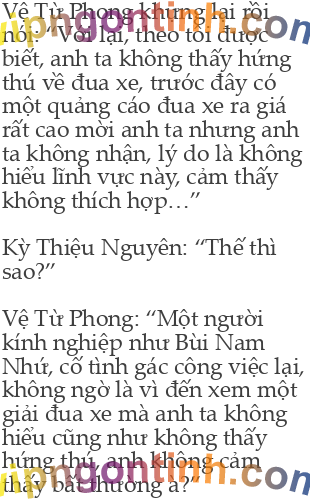 Vệ Từ Phong khựng lại rồi
nói: “Với lại, theo tôi được
biết, anh ta không thấy hứng
thú về đua xe, trước đây có
một quảng cáo đua xe ra giá
rất cao mời anh ta nhưng anh
ta không nhận, lý do là không
hiểu lĩnh vực này, cảm thấy
không thích hợp…”
Kỳ Thiệu Nguyên: “Thế thì
sao?”
Vệ Từ Phong: “Một người
kính nghiệp như Bùi Nam
Nhứ, cố tình gác công việc lại,
không ngờ là vì đến xem một
giải đua xe mà anh ta không
hiểu cũng như không thấy
hứng thú, anh không cảm
thấy bất thường à?”
vipngontinh.com
vipngontinh.com